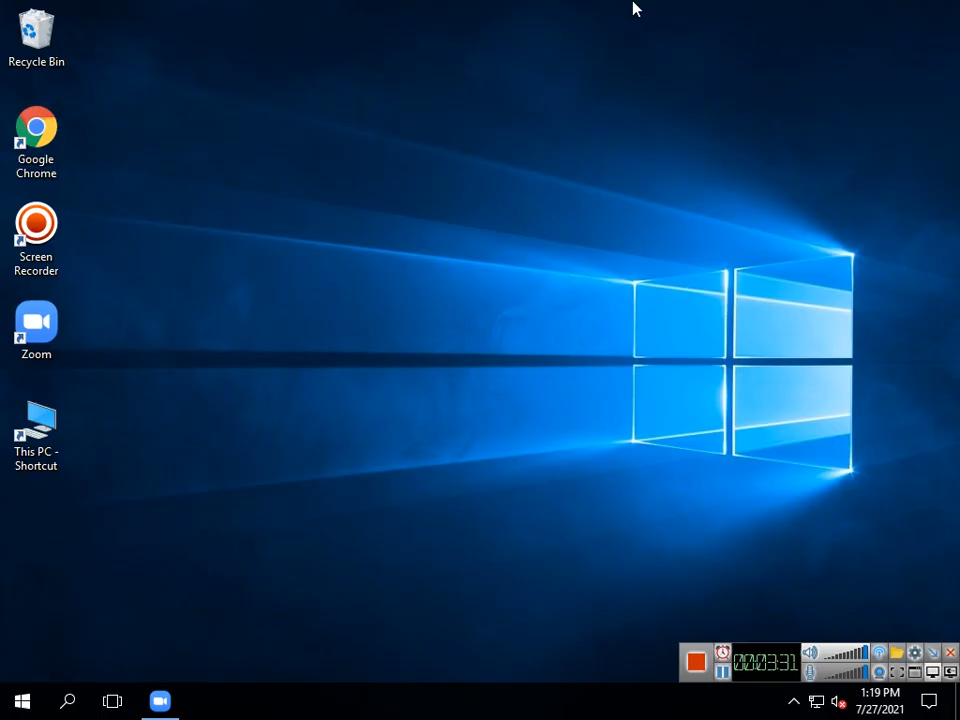 Recycle Bin
Google
Chrome
Screen
Recorder
Zoom
This PC -
Shortcut
00:03:31
1:19 PM
7/27/2021